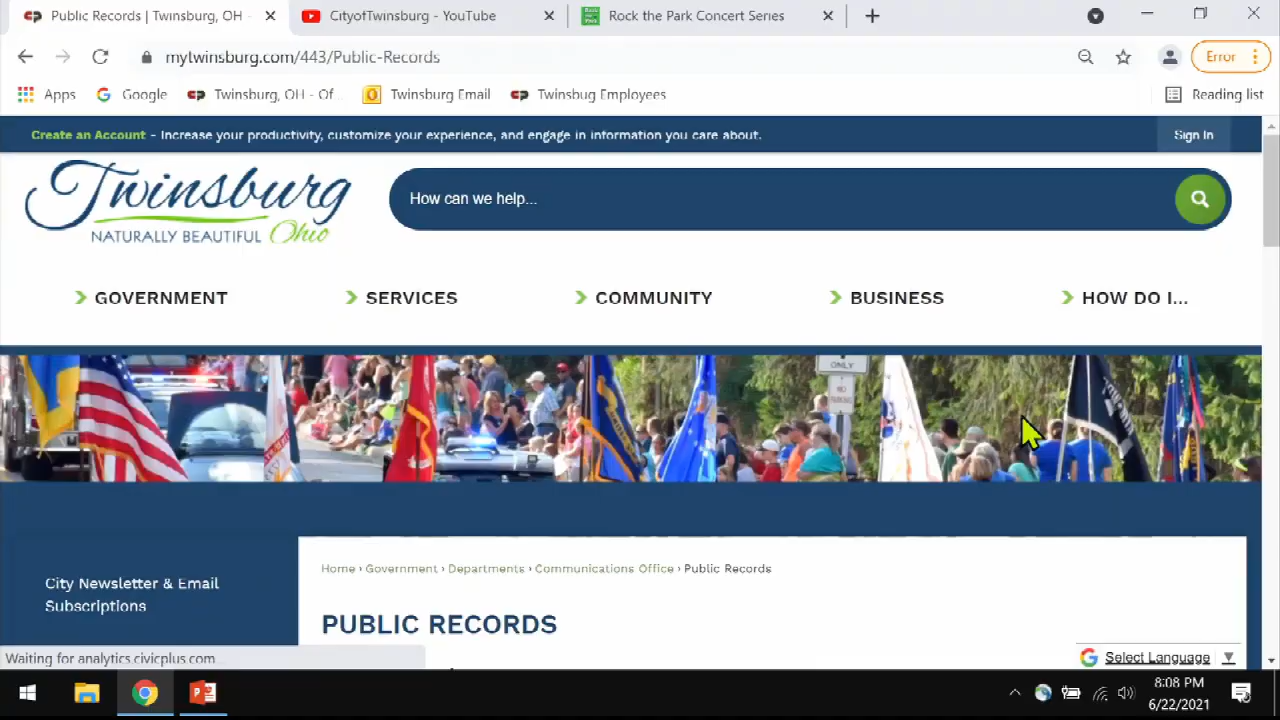 Public Records | Twinsburg, OH -
CityofTwinsburg - YouTube
Rock the Park Concert Series
mytwinsburg.com/443/Public-Records
Error
Apps
Google
Twinsburg, OH - Of
Twinsburg Email
Twinsbug Employees
Reading list
Create an Account - Increase your productivity, customize your experience, and engage in information you care about.
Sign In
Twinsburg
NATURALLY BEAUTIFUL Ohio
How can we help...
GOVERNMENT
SERVICES
COMMUNITY
BUSINESS
HOW DO I...
ONLY
NO
PARKING
City Newsletter & Email
Subscriptions
Home › Government › Departments › Communications Office › Public Records
PUBLIC RECORDS
Select Language
Waiting for analytics.civicplus.com...
8:08 PM
6/22/2021